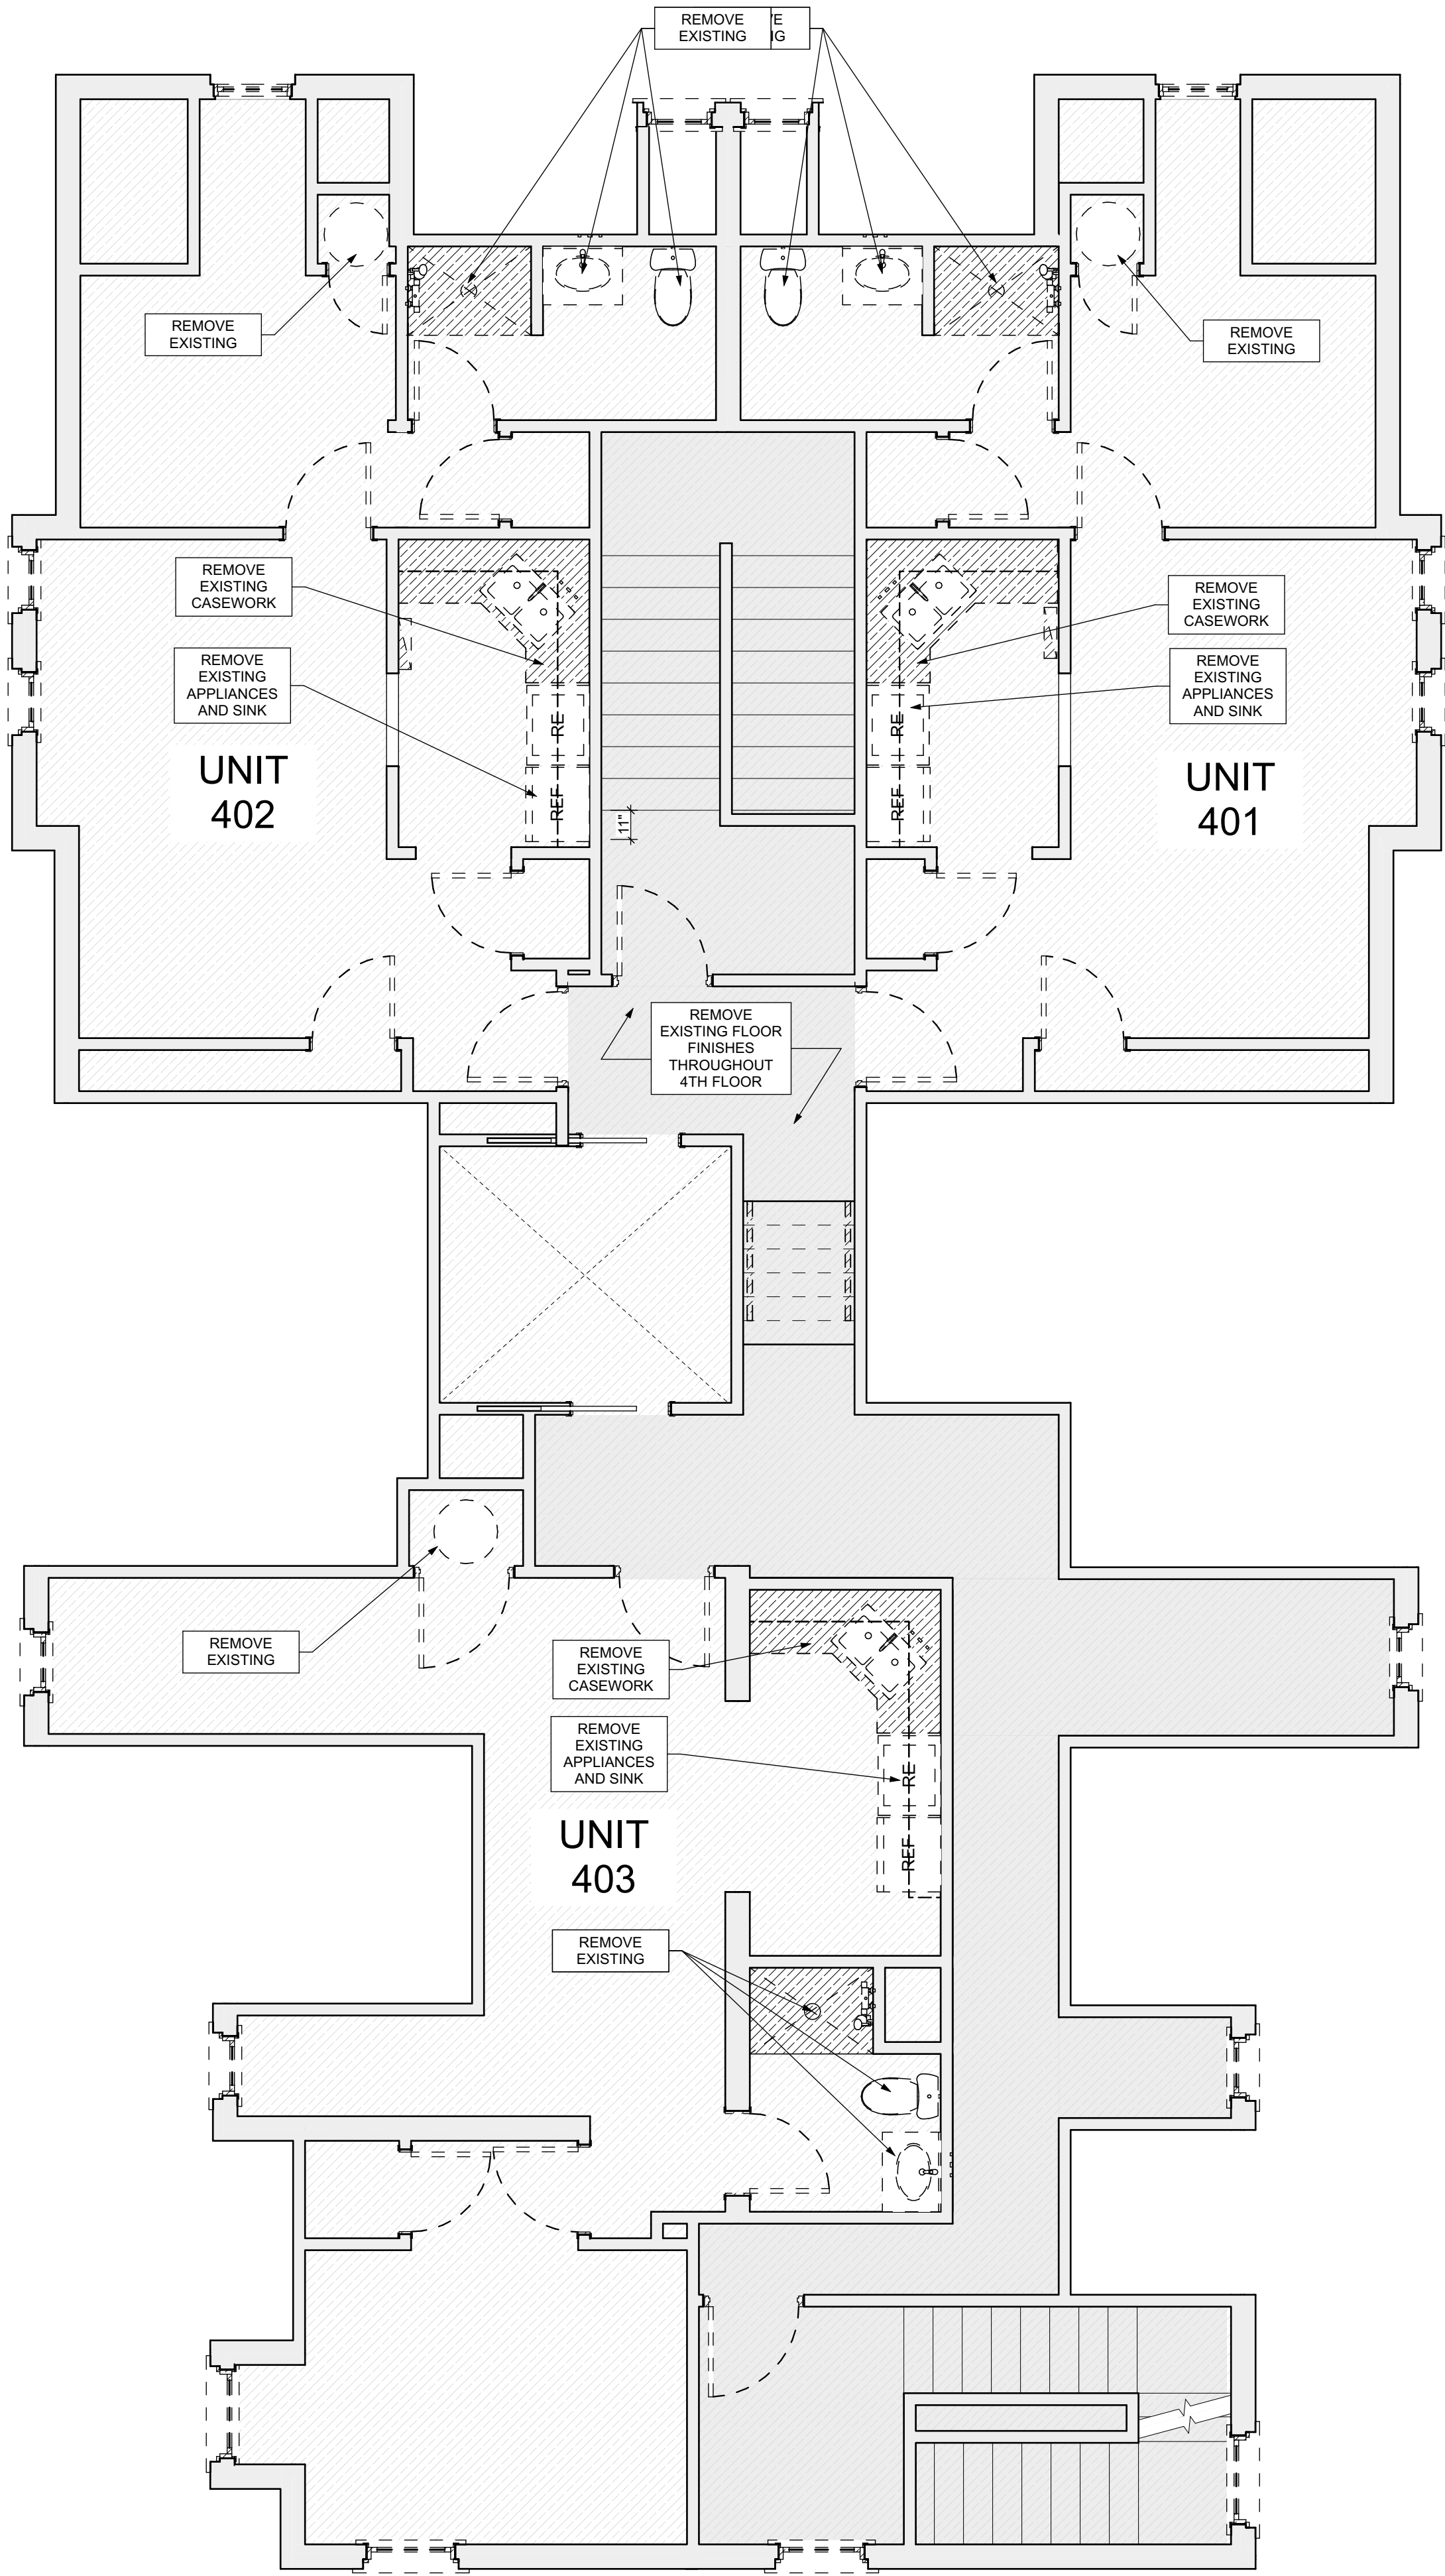 REMOVE
EXISTING
REMOVE
EXISTING
REMOVE
EXISTING
REMOVE
EXISTING
CASEWORK
REMOVE
EXISTING
CASEWORK
REMOVE
EXISTING
APPLIANCES
AND SINK
REMOVE
EXISTING
APPLIANCES
AND SINK
RE
RE
UNIT
402
UNIT
401
REF
REF
11"
REMOVE
EXISTING FLOOR
FINISHES
THROUGHOUT
4TH FLOOR
REMOVE
EXISTING
REMOVE
EXISTING
CASEWORK
REMOVE
EXISTING
APPLIANCES
AND SINK
RE
UNIT
403
REF
REMOVE
EXISTING